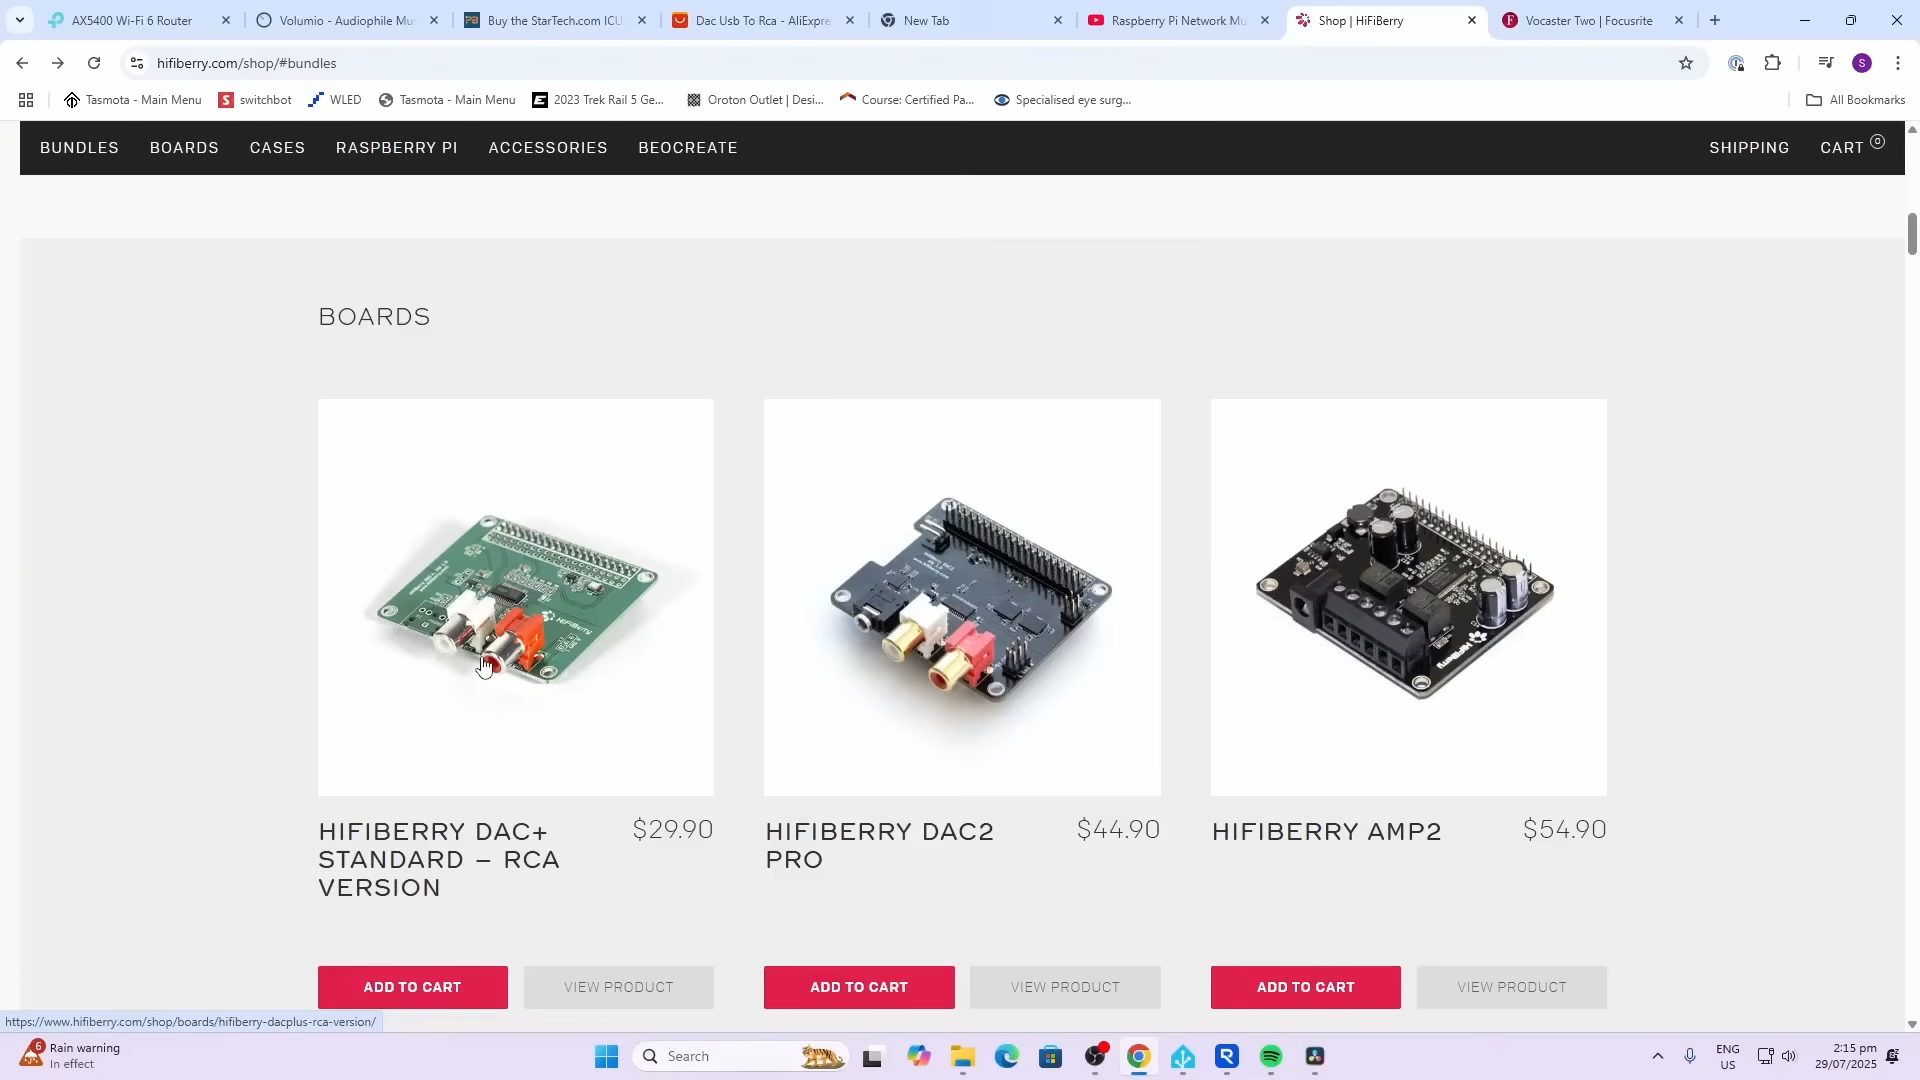 AX5400 Wi-Fi 6 Router
Volumio - Audiophile Mu
Buy the StarTech.com ICU
Dac Usb To Rca - AliExpre
New Tab
Raspberry Pi Network Mu
Shop | HiFiBerry
Vocaster Two | Focusrite
hifiberry.com/shop/#bundles
S
Tasmota - Main Menu
switchbot
WLED
Tasmota - Main Menu
2023 Trek Rail 5 Ge...
Oroton Outlet | Desi...
Course: Certified Pa...
Specialised eye surg...
All Bookmarks
BUNDLES
BOARDS
CASES
RASPBERRY PI
ACCESSORIES
BEOCREATE
SHIPPING
CART 0
BOARDS
HiFiBerry
HIFIBERRY DAC+
STANDARD – RCA
VERSION
$29.90
HIFIBERRY DAC2
PRO
$44.90
HIFIBERRY AMP2
$54.90
ADD TO CART
VIEW PRODUCT
ADD TO CART
VIEW PRODUCT
ADD TO CART
VIEW PRODUCT
https://www.hifiberry.com/shop/boards/hifiberry-dacplus-rca-version/
6
Rain warning
In effect
Search
ENG
US
2:15 pm
29/07/2025